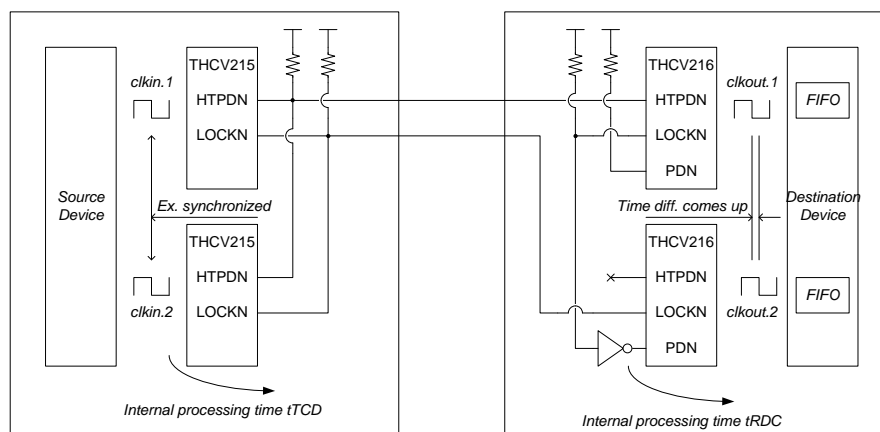 THCV215
THCV216
clkin.1
HTPDN
LOCKN
HTPDN
LOCKN
PDN
clkout.1
FIFO
Source
Device
Ex. synchronized
Time diff. comes up
Destination
Device
THCV215
THCV216
HTPDN
LOCKN
HTPDN
LOCKN
PDN
clkin.2
clkout.2
FIFO
Internal processing time tTCD
Internal processing time tRDC